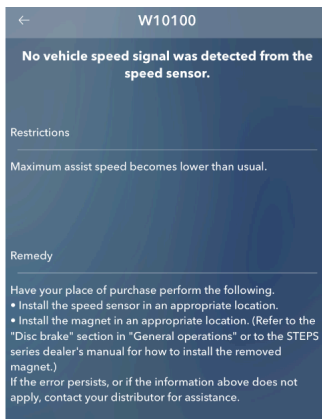 W10100
No vehicle speed signal was detected from the
speed sensor.
Restrictions
Maximum assist speed becomes lower than usual.
Remedy
Have your place of purchase perform the following.
• Install the speed sensor in an appropriate location.
• Install the magnet in an appropriate location. (Refer to the
"Disc brake" section in "General operations" or to the STEPS
series dealer's manual for how to install the removed
magnet.)
If the error persists, or if the information above does not
apply, contact your distributor for assistance.